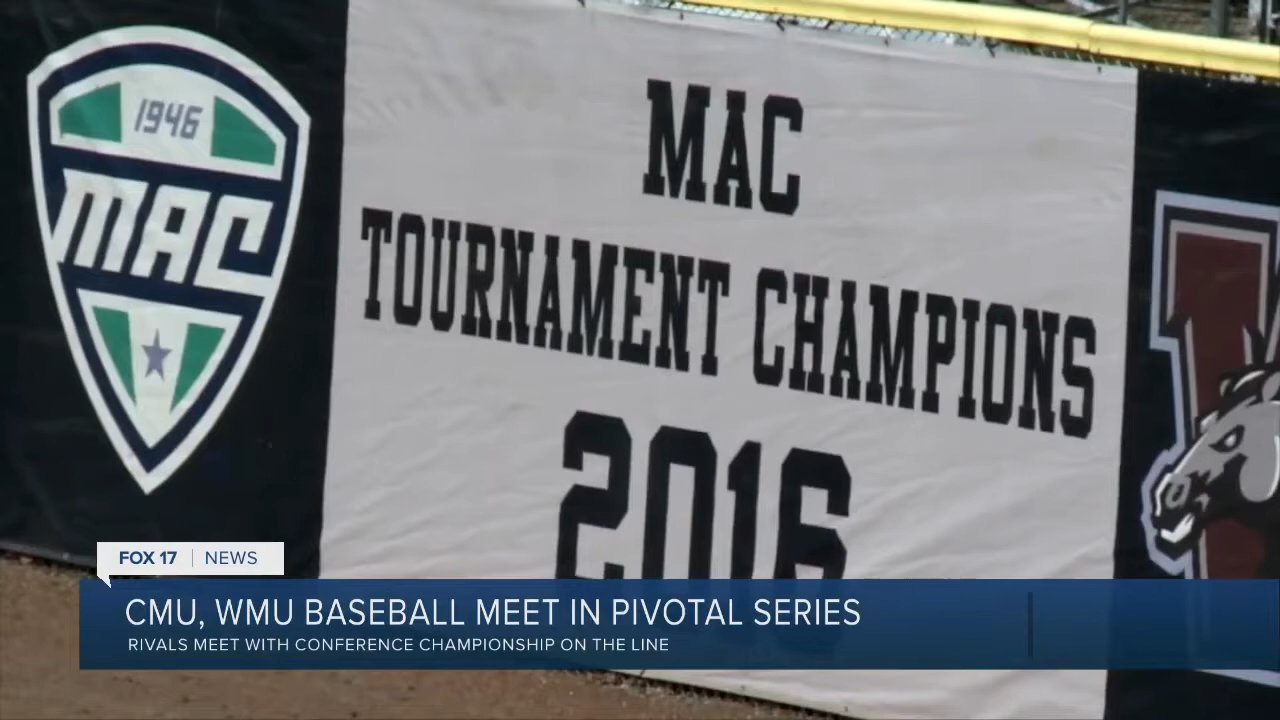 1946
MAC
MAC
TOURNAMENT CHAMPIONS
2016
FOX 17 | NEWS
CMU, WMU BASEBALL MEET IN PIVOTAL SERIES
RIVALS MEET WITH CONFERENCE CHAMPIONSHIP ON THE LINE